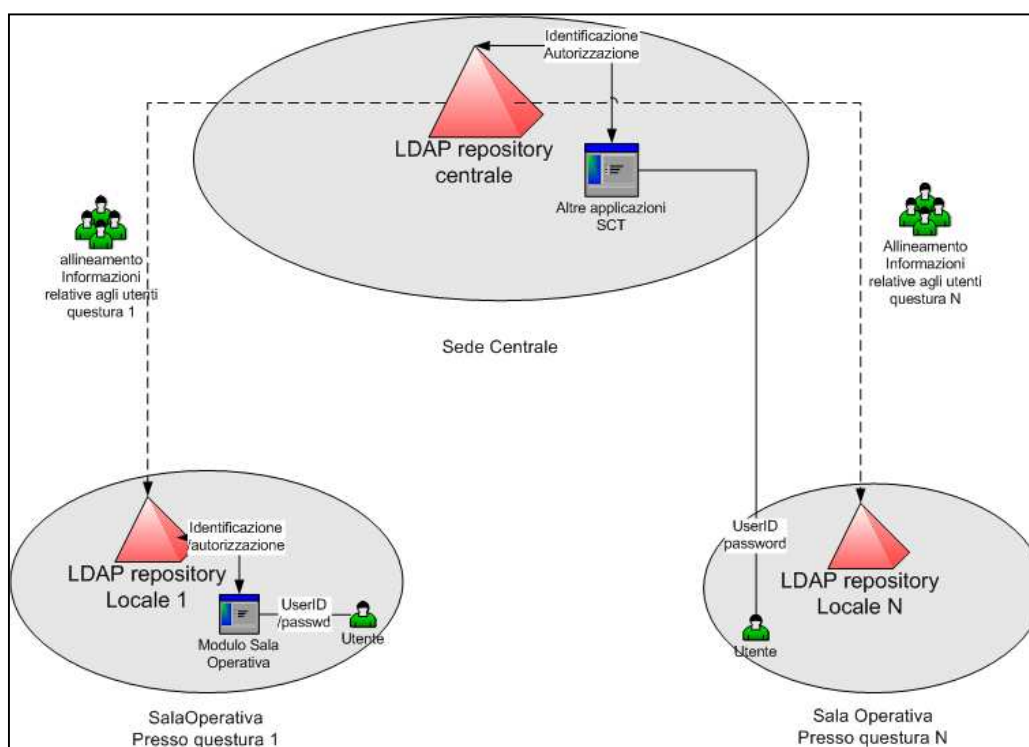 Identificazione
Autorizzazione
LDAP repository
centrale
Altre applicazioni
SCT
allineamento
Informazioni
relative agli utenti
questura 1
Allineamento
Informazioni
relative agli utenti
questura N
Sede Centrale
Identificazione
/autorizzazione
LDAP repository
Locale 1
UserID
/passwd
Utente
Modulo Sala
Operativa
UserID
password
LDAP repository
Locale N
Utente
SalaOperativa
Presso questura 1
Sala Operativa
Presso questura N